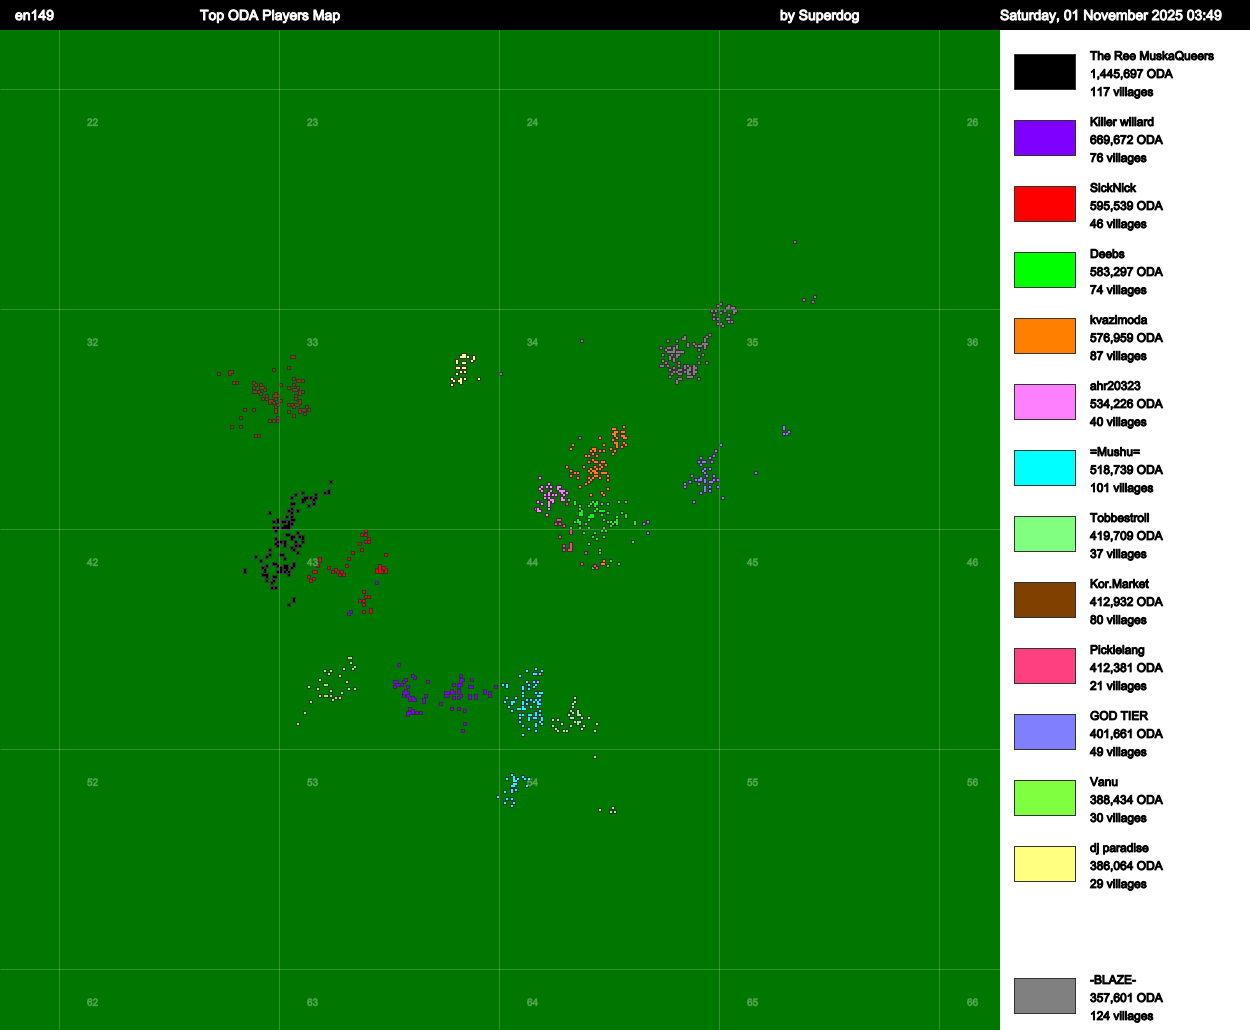 en149 Top ODA Players Map by Superdog Saturday, 01 November 2025 03:49
The Ree MuskaQueers
1,445,697 ODA
117 villages
22 23 24 25 26
Killer willard
669,672 ODA
76 villages
SickNick
595,539 ODA
46 villages
Deebs
583,297 ODA
74 villages
32 33 34 35 36
kvazimoda
576,959 ODA
87 villages
ahr20323
534,226 ODA
40 villages
=Mushu=
518,739 ODA
101 villages
Tobbestroll
419,709 ODA
37 villages
42 43 44 45 46
Kor.Market
412,932 ODA
80 villages
Picklelang
412,381 ODA
21 villages
GOD TIER
401,661 ODA
49 villages
52 53 54 55 56
Vanu
388,434 ODA
30 villages
dj paradise
386,064 ODA
29 villages
-BLAZE-
357,601 ODA
124 villages
62 63 64 65 66